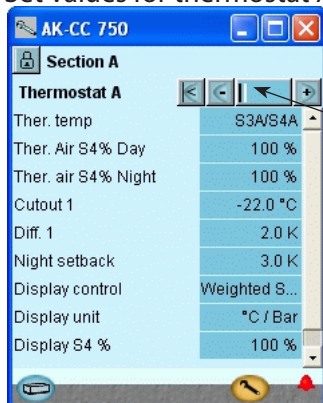 AK-CC 750
Section A
Thermostat A
Ther. temp S3A/S4A
Ther. Air S4% Day 100 %
Ther. air S4% Night 100 %
Cutout 1 -22.0 °C
Diff. 1 2.0 K
Night setback 3.0 K
Display control Weighted S...
Display unit °C / Bar
Display S4 % 100 %